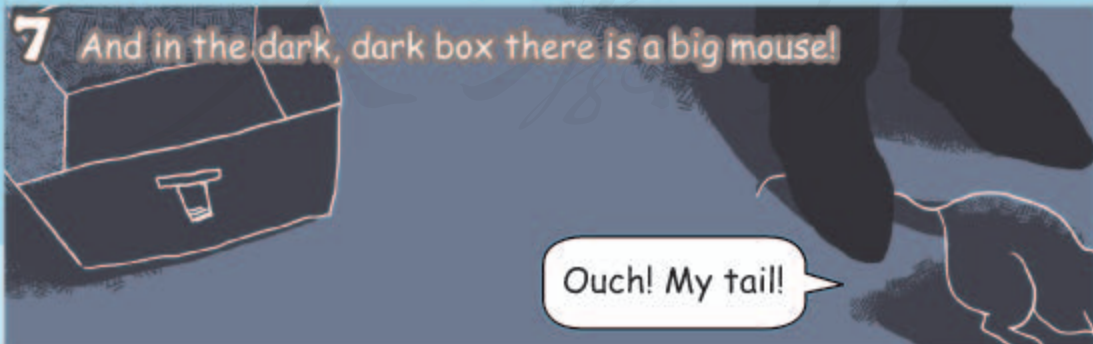 7 And in the dark, dark box there is a big mouse!
Ouch! My tail!